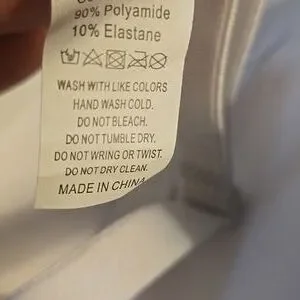 90% Polyamide
10% Elastane
WASH WITH LIKE COLORS
HAND WASH COLD.
DO NOT BLEACH.
DO NOT TUMBLE DRY.
DO NOT WRING OR TWIST.
DO NOT DRY CLEAN.
MADE IN CHINA